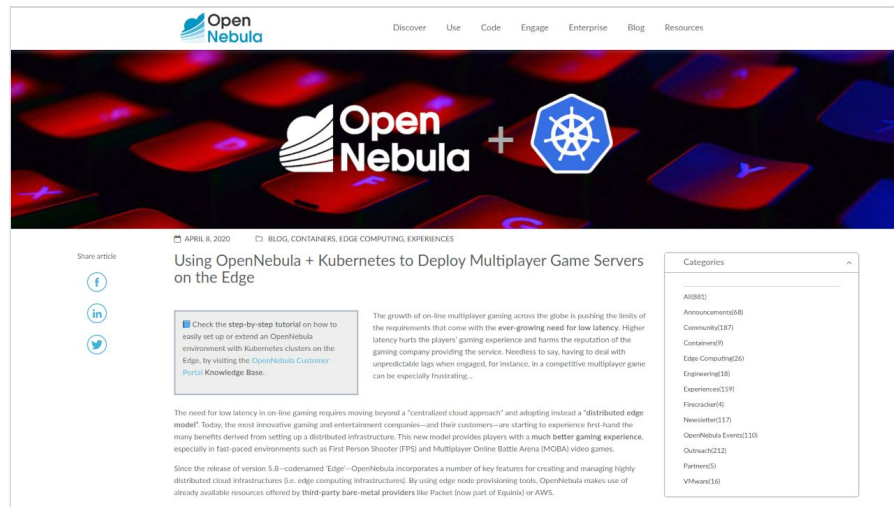 Open
Nebula
Discover Use Code Engage Enterprise Blog Resources
Open
Nebula
+
APRIL 8, 2020 BLOG, CONTAINERS, EDGE COMPUTING, EXPERIENCES
Share article
Using OpenNebula + Kubernetes to Deploy Multiplayer Game Servers
on the Edge
Check the step-by-step tutorial on how to
easily set up or extend an OpenNebula
environment with Kubernetes clusters on the
Edge, by visiting the OpenNebula Customer
Portal Knowledge Base.
The growth of on-line multiplayer gaming across the globe is pushing the limits of
the requirements that come with the ever-growing need for low latency. Higher
latency hurts the players' gaming experience and harms the reputation of the
gaming company providing the service. Needless to say, having to deal with
unpredictable lags when engaged, for instance, in a competitive multiplayer game
can be especially frustrating...
The need for low latency in on-line gaming requires moving beyond a "centralized cloud approach" and adopting instead a "distributed edge
model". Today, the most innovative gaming and entertainment companies—and their customers—are starting to experience first-hand the
many benefits derived from setting up a distributed infrastructure. This new model provides players with a much better gaming experience,
especially in fast-paced environments such as First Person Shooter (FPS) and Multiplayer Online Battle Arena (MOBA) video games.
Since the release of version 5.8—codenamed 'Edge'—OpenNebula incorporates a number of key features for creating and managing highly
distributed cloud infrastructures (i.e. edge computing infrastructures). By using edge node provisioning tools, OpenNebula makes use of
already available resources offered by third-party bare-metal providers like Packet (now part of Equinix) or AWS.
Categories
All(881)
Announcements(68)
Community(187)
Containers(9)
Edge Computing(26)
Engineering(18)
Experiences(159)
Firecracker(4)
Newsletter(117)
OpenNebula Events(110)
Outreach(212)
Partners(5)
VMware(16)